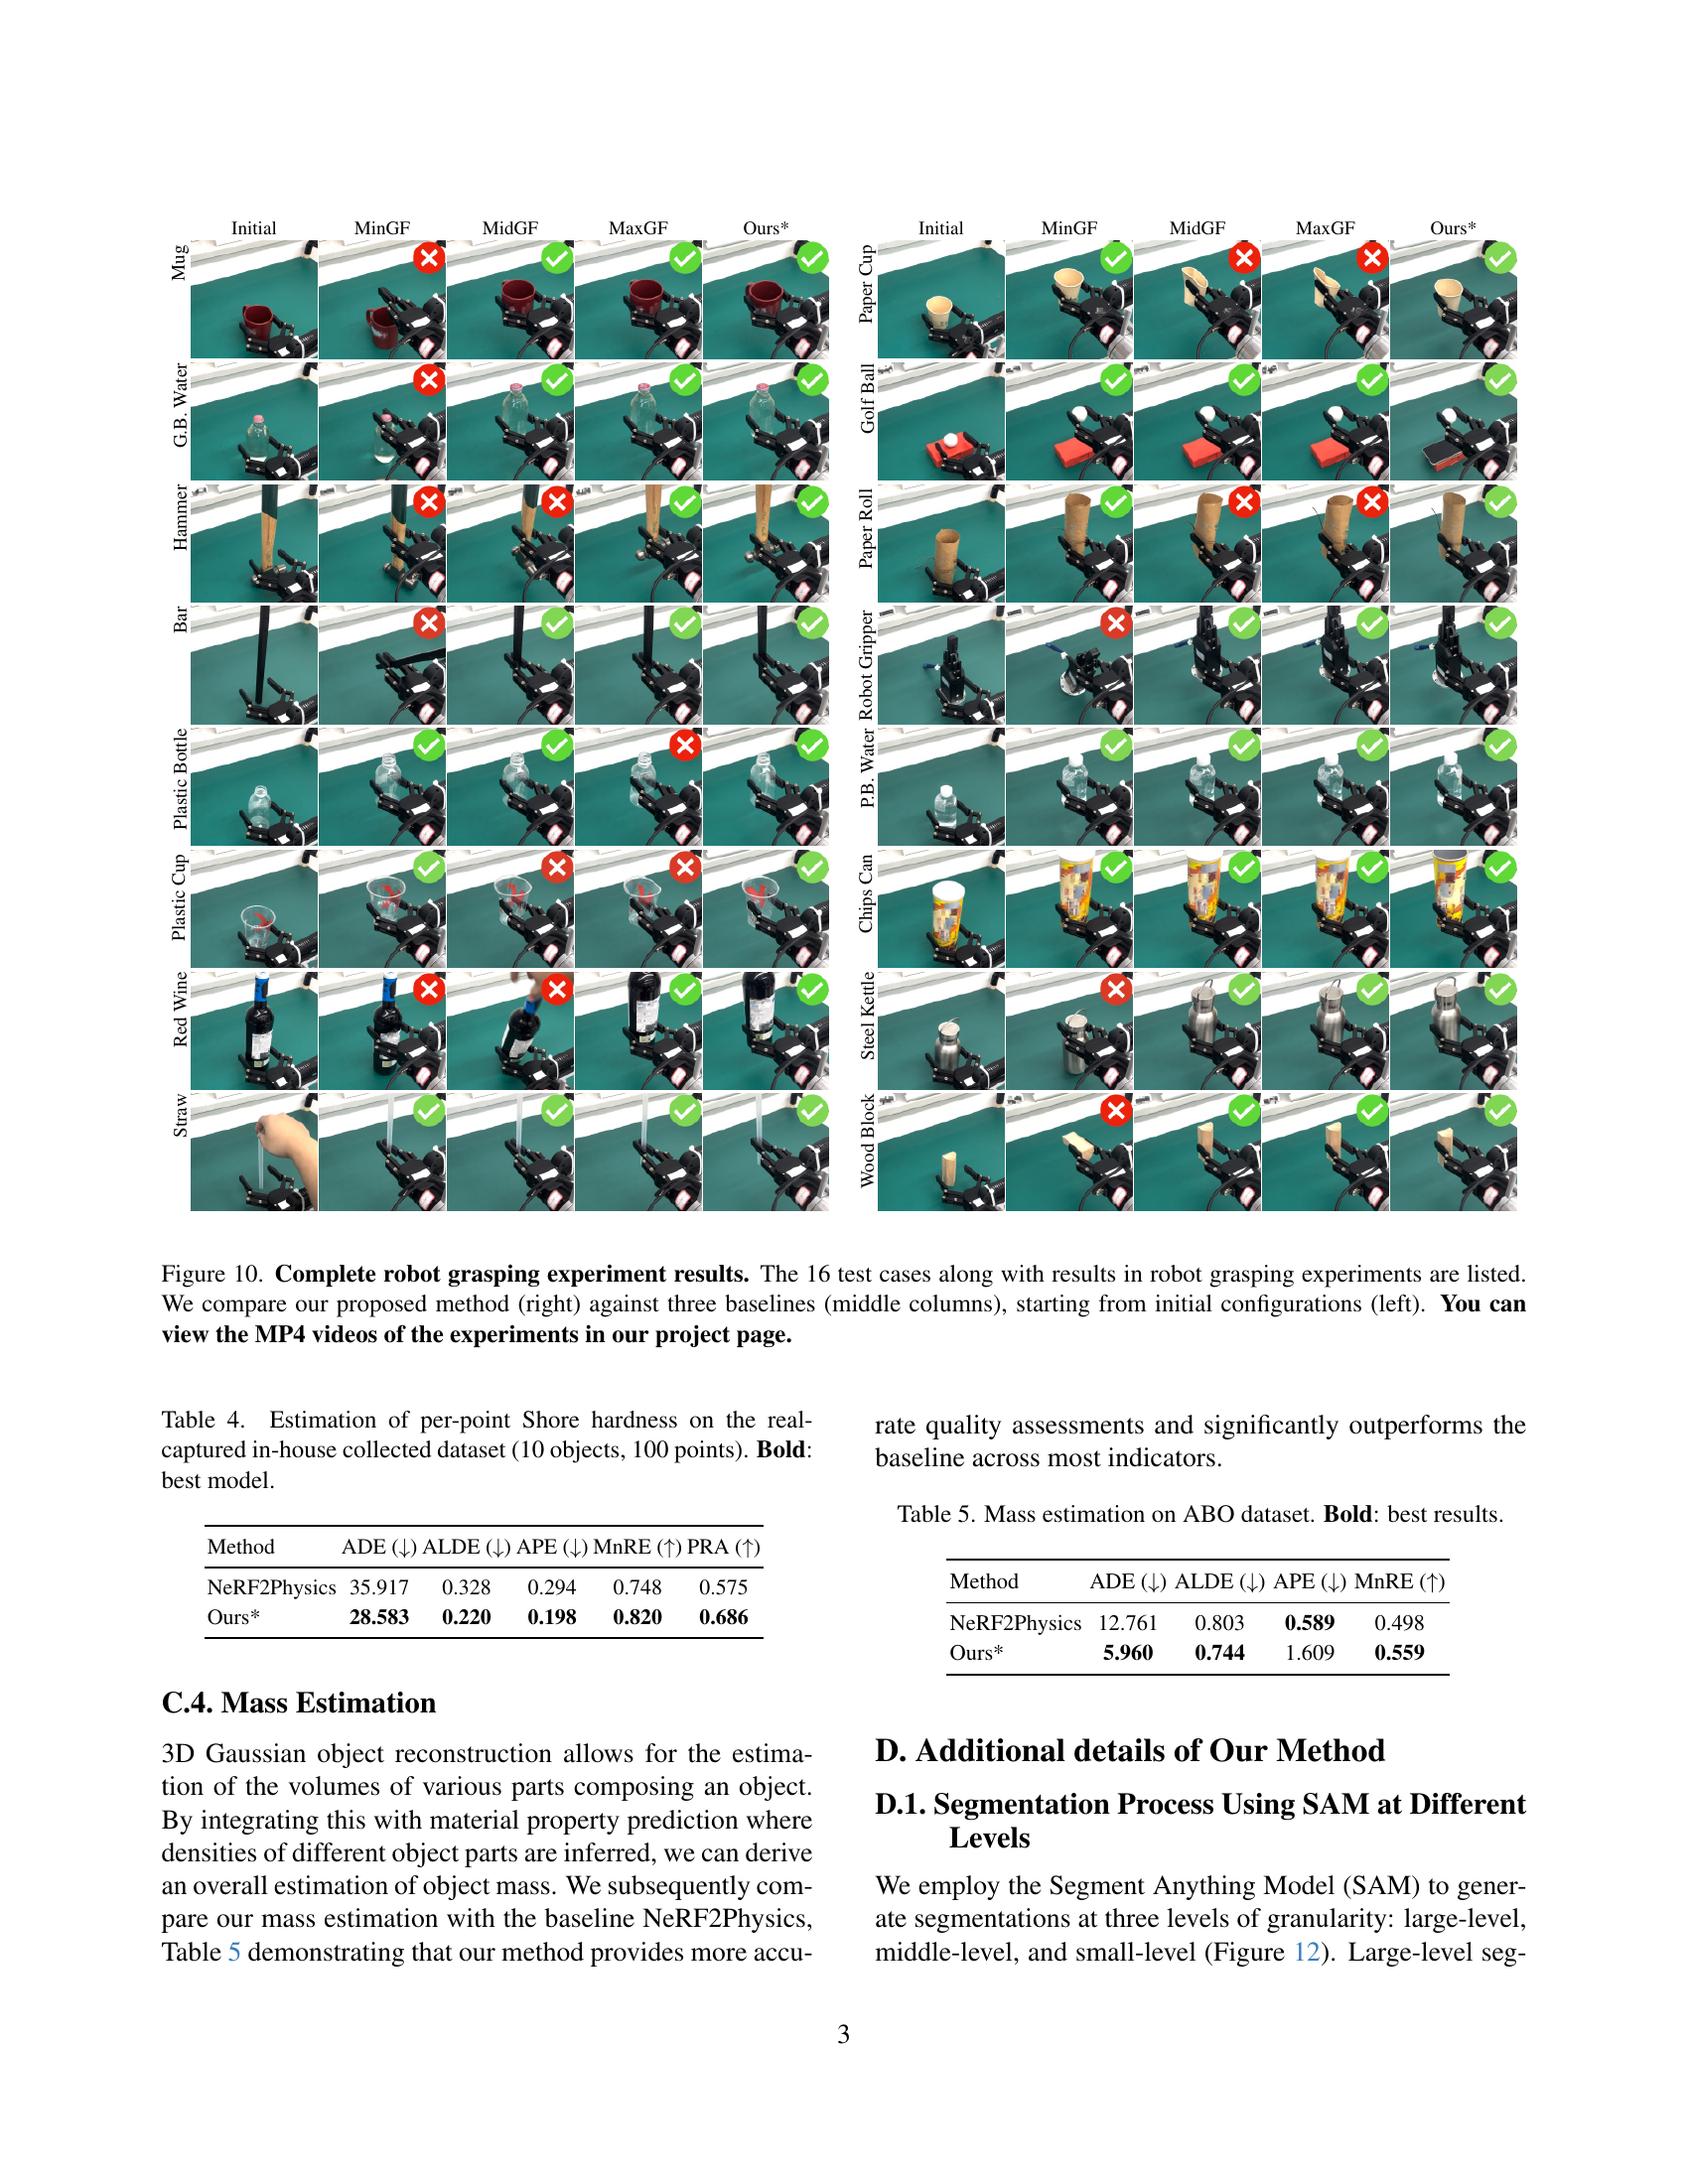 Initial MinGF MidGF MaxGF Ours*
Mug
G.B. Water
Hammer
Bar
Plastic Bottle
Plastic Cup
Red Wine
Straw
Initial MinGF MidGF MaxGF Ours*
Paper Cup
Golf Ball
Paper Roll
Robot Gripper
P.B. Water
Chips Can
Steel Kettle
Wood Block
Figure 10. Complete robot grasping experiment results. The 16 test cases along with results in robot grasping experiments are listed.
We compare our proposed method (right) against three baselines (middle columns), starting from initial configurations (left). You can
view the MP4 videos of the experiments in our project page.
Table 4. Estimation of per-point Shore hardness on the real-
captured in-house collected dataset (10 objects, 100 points). Bold:
best model.
Method ADE (↓) ALDE (↓) APE (↓) MnRE (↑) PRA (↑)
NeRF2Physics 35.917 0.328 0.294 0.748 0.575
Ours* 28.583 0.220 0.198 0.820 0.686
C.4. Mass Estimation
3D Gaussian object reconstruction allows for the estima-
tion of the volumes of various parts composing an object.
By integrating this with material property prediction where
densities of different object parts are inferred, we can derive
an overall estimation of object mass. We subsequently com-
pare our mass estimation with the baseline NeRF2Physics,
Table 5 demonstrating that our method provides more accu-
rate quality assessments and significantly outperforms the
baseline across most indicators.
Table 5. Mass estimation on ABO dataset. Bold: best results.
Method ADE (↓) ALDE (↓) APE (↓) MnRE (↑)
NeRF2Physics 12.761 0.803 0.589 0.498
Ours* 5.960 0.744 1.609 0.559
D. Additional details of Our Method
D.1. Segmentation Process Using SAM at Different
Levels
We employ the Segment Anything Model (SAM) to gener-
ate segmentations at three levels of granularity: large-level,
middle-level, and small-level (Figure 12). Large-level seg-
3